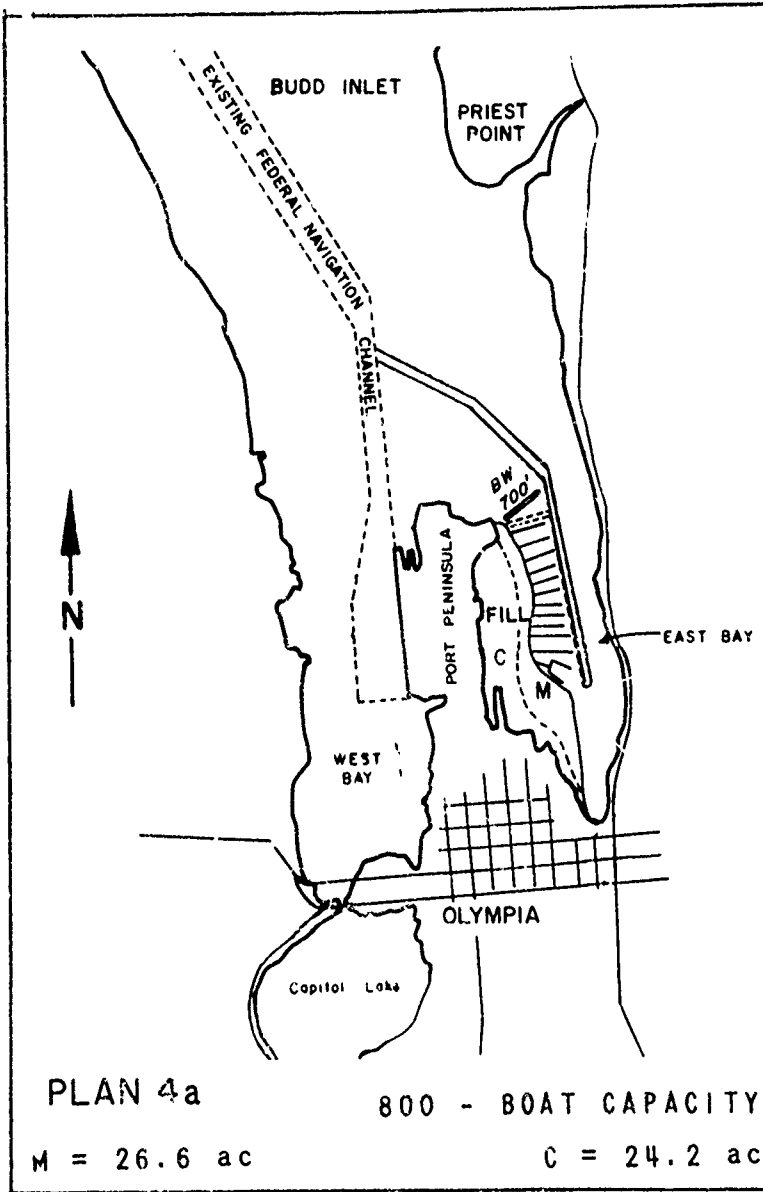 BUDD INLET
PRIEST
POINT
EXISTING FEDERAL NAVIGATION
CHANNEL
BW
700'
N
PORT PENINSULA
FILL
C
M
EAST BAY
WEST
BAY
OLYMPIA
Capitol Lake
PLAN 4a
800 - BOAT CAPACITY
M = 26.6 ac
C = 24.2 ac